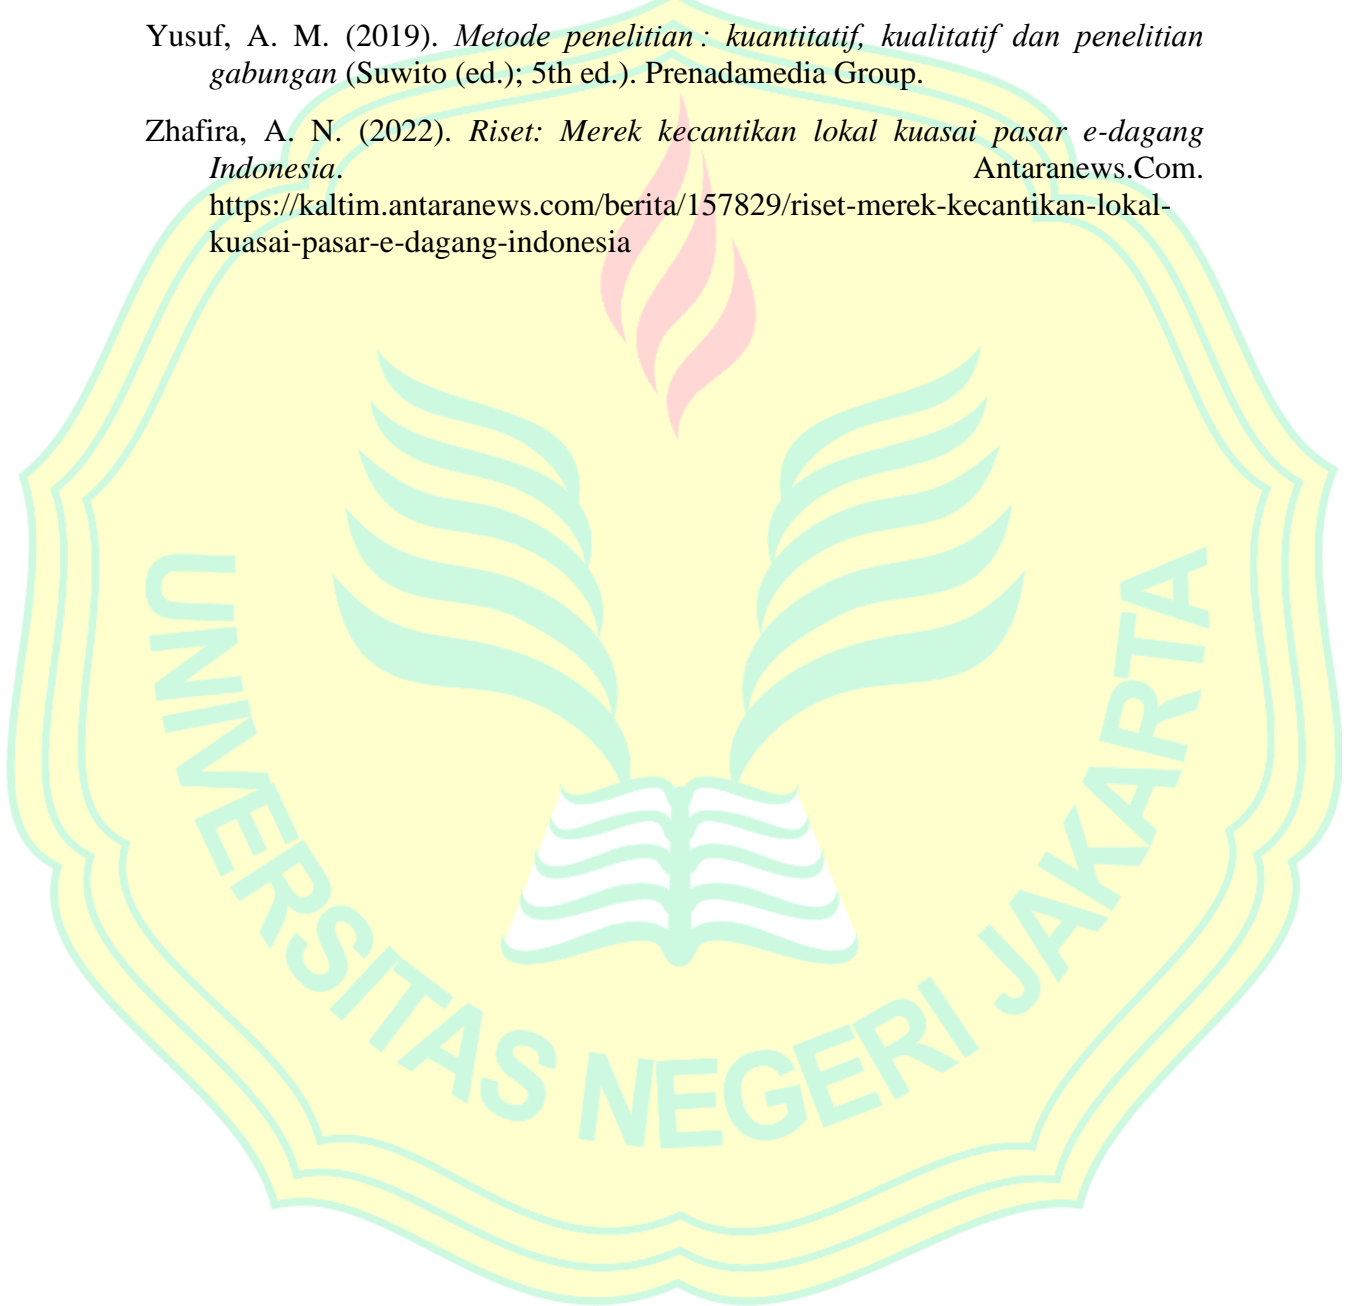 Yusuf, A. M. (2019). Metode penelitian : kuantitatif, kualitatif dan penelitian
gabungan (Suwito (ed.); 5th ed.). Prenadamedia Group.
Zhafira, A. N. (2022). Riset: Merek kecantikan lokal kuasai pasar e-dagang
Indonesia. Antaranews.Com.
https://kaltim.antaranews.com/berita/157829/riset-merek-kecantikan-lokal-
kuasai-pasar-e-dagang-indonesia
UNIVERSITAS NEGERI JAKARTA